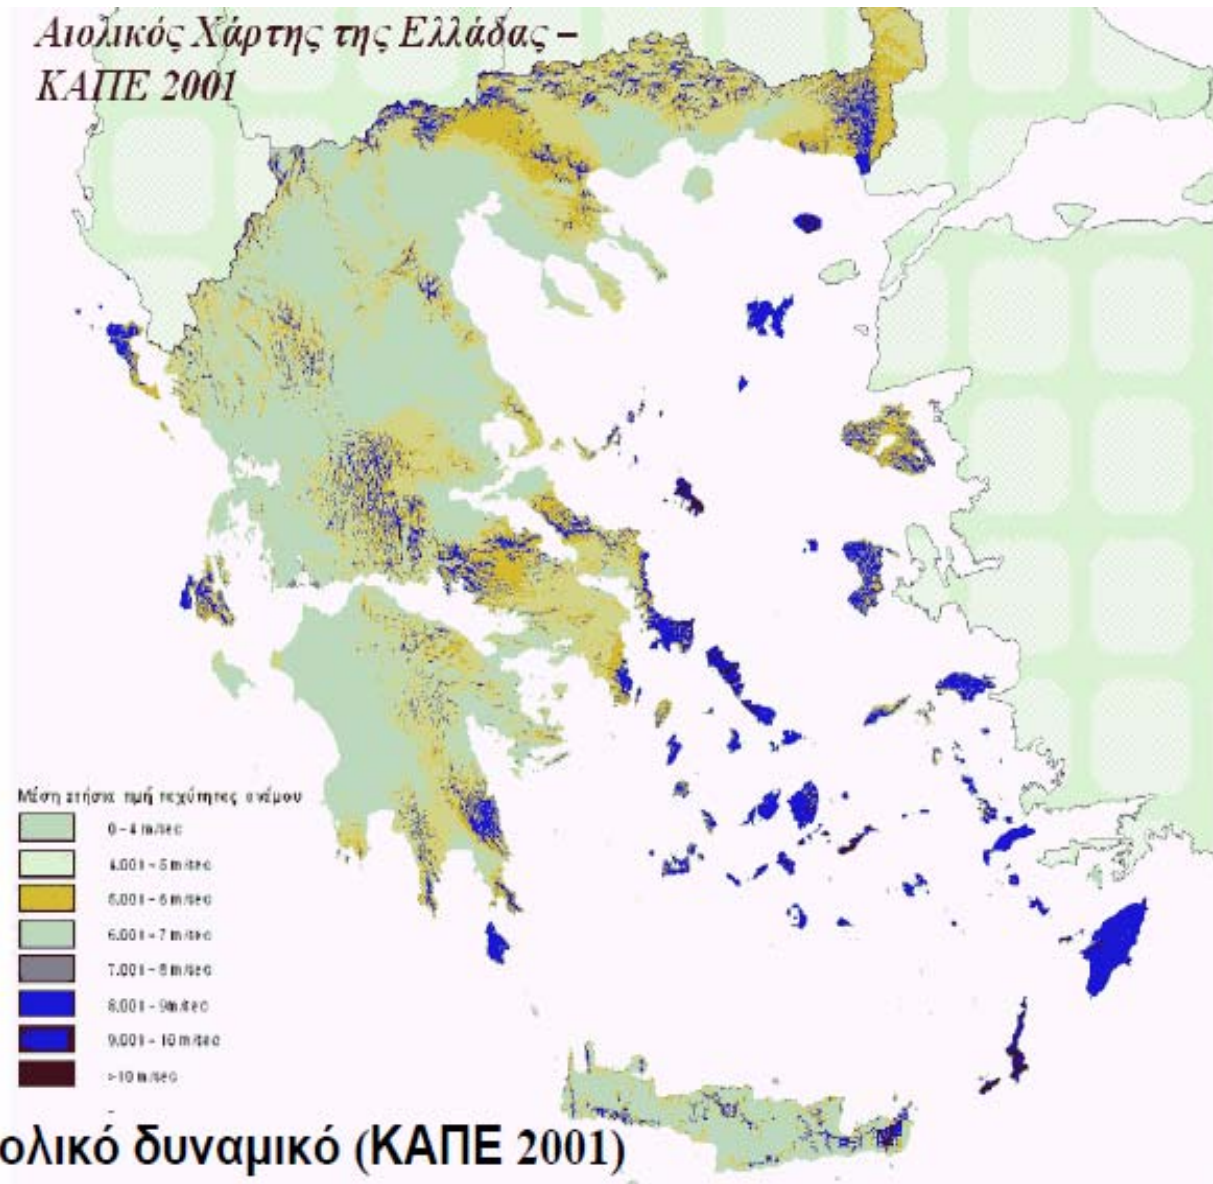 Αιολικός Χάρτης της Ελλάδας –
ΚΑΠΕ 2001
Μέση ετήσια τιμή ταχύτητας ανέμου
0 - 4 m/sec
4.001 - 5 m/sec
5.001 - 6 m/sec
6.001 - 7 m/sec
7.001 - 8 m/sec
8.001 - 9m/sec
9.001 - 10 m/sec
>10 m/sec
ολικό δυναμικό (ΚΑΠΕ 2001)